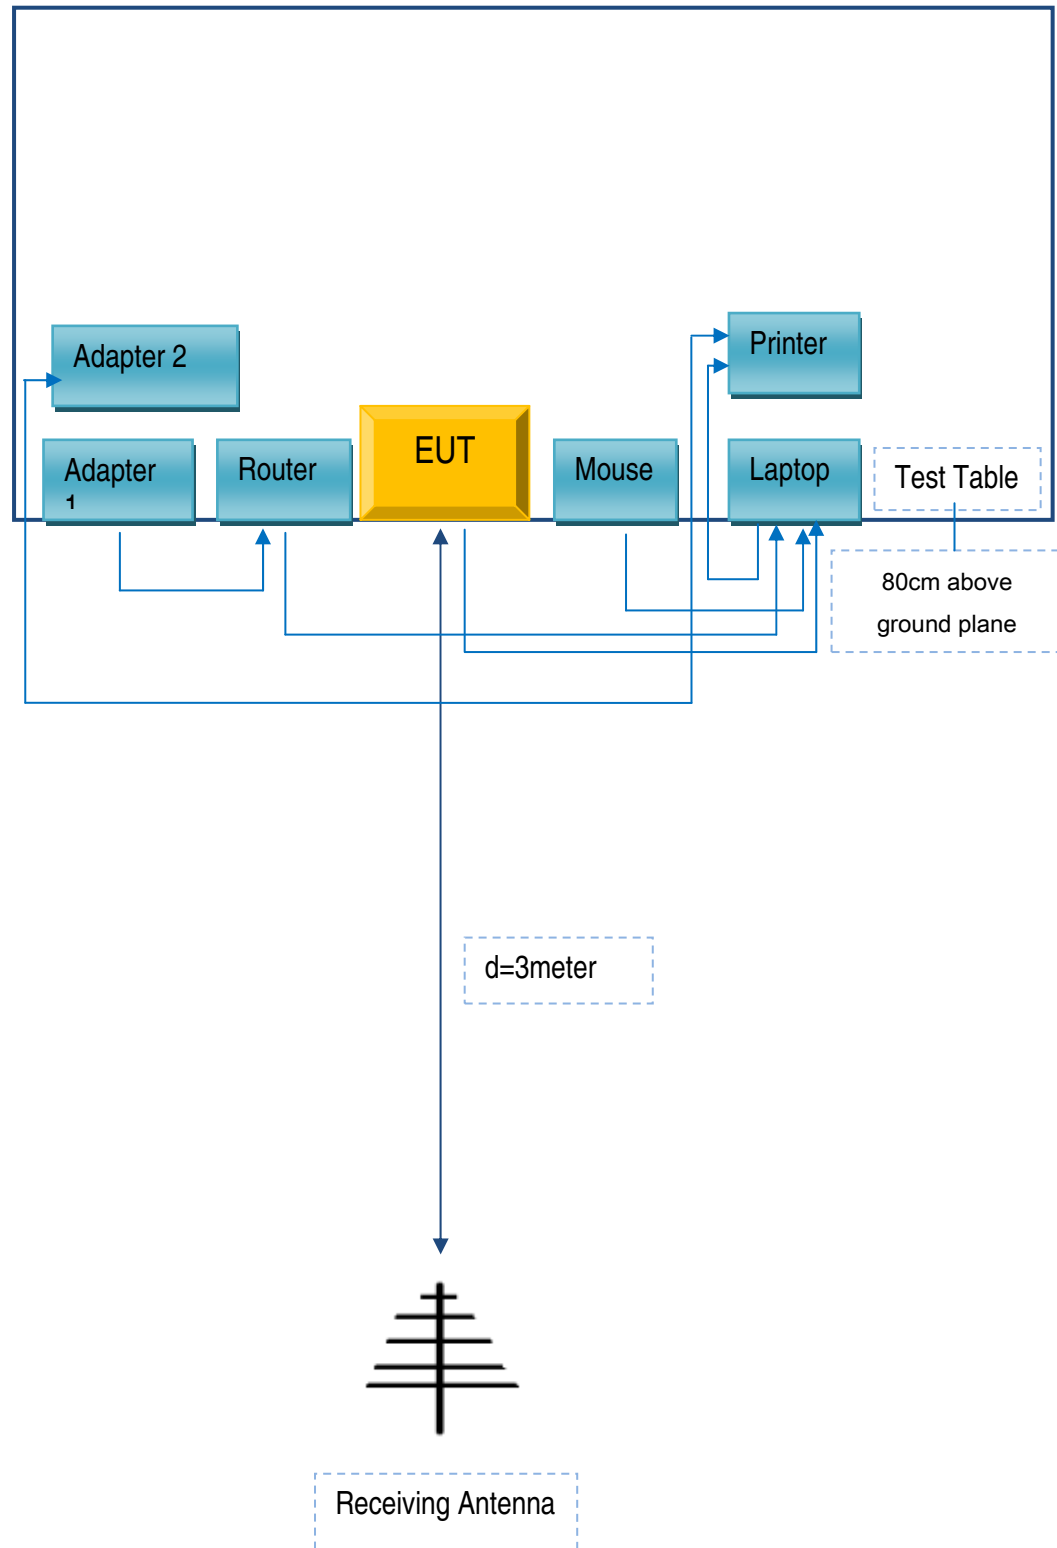 Adapter 2
Printer
Adapter
1
Router
EUT
Mouse
Laptop
Test Table
80cm above
ground plane
d=3meter
Receiving Antenna